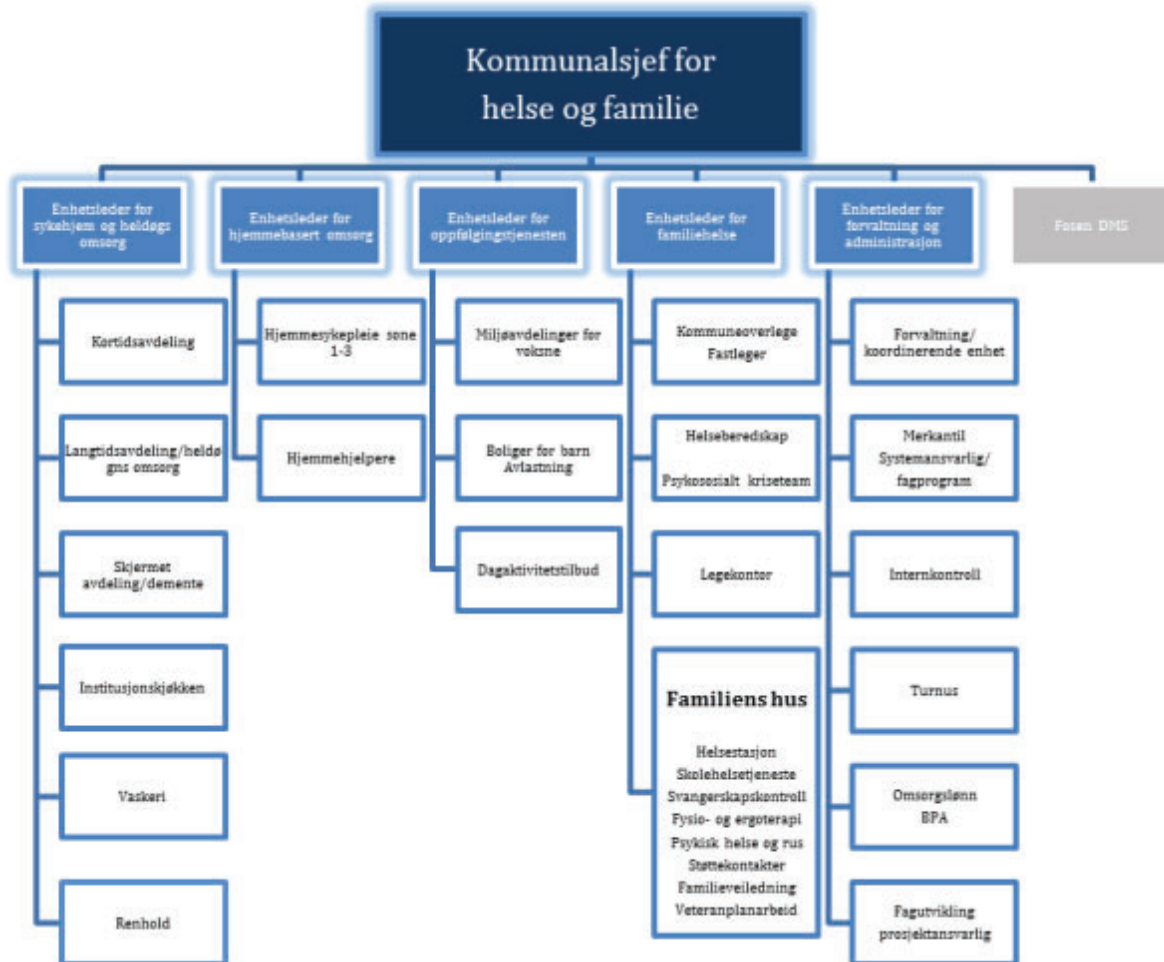 Kommunalsjef for
helse og familie
Enhetsleder for
sykehjem og heldøgs
omsorg
Enhetsleder for
hjemmebasert omsorg
Enhetsleder for
oppfølgingstjenesten
Enhetsleder for
familiehelse
Enhetsleder for
forvaltning og
administrasjon
Fosen DMS
Kortidsavdeling
Langtidsavdeling/heldø
gns omsorg
Skjermet
avdeling/demente
Institusjonskjøkken
Vaskeri
Renhold
Hjemmesykepleie sone
1-3
Hjemmehjelpere
Miljøavdelinger for
voksne
Boliger for barn
Avlastning
Dagaktivitetstilbud
Kommuneoverlege
Fastleger
Helseberedskap
Psykososialt kriseteam
Legekontor
Familiens hus
Helsestasjon
Skolehelsetjeneste
Svangerskapskontroll
Fysio- og ergoterapi
Psykisk helse og rus
Støttekontakter
Familieveiledning
Veteranplanarbeid
Forvaltning/
koordinerende enhet
Merkantil
Systemansvarlig/
fagprogram
Internkontroll
Turnus
Omsorgslønn
BPA
Fagutvikling
prosjektansvarlig